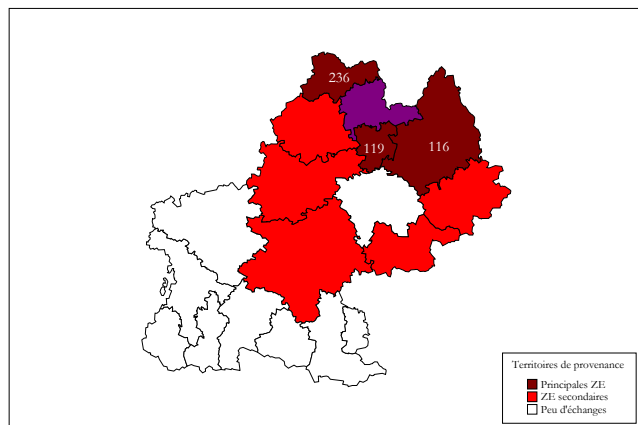 236
119
116
Territoires de provenance
Principales ZE
ZE secondaires
Peu d'échanges